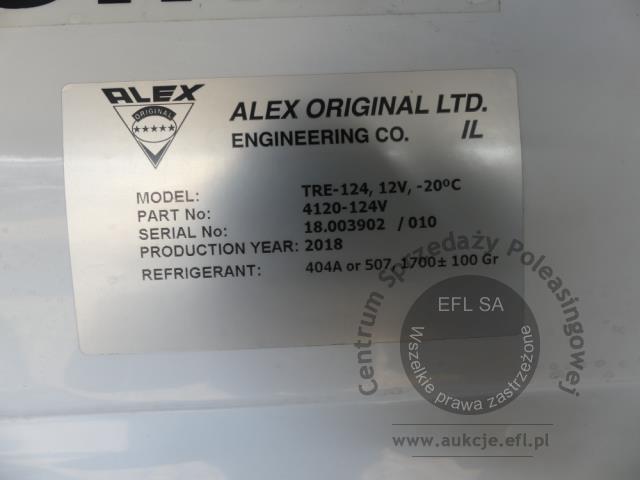 ALEX
ORIGINAL
ALEX ORIGINAL LTD.
ENGINEERING CO. IL
MODEL: TRE-124, 12V, -20ºC
PART No: 4120-124V
SERIAL No: 18.003902 / 010
PRODUCTION YEAR: 2018
REFRIGERANT: 404A or 507, 1700± 100 Gr
Centrum Sprzedaży Poleasingowej
EFL SA
Wszelkie prawa zastrzeżone
www.aukcje.efl.pl